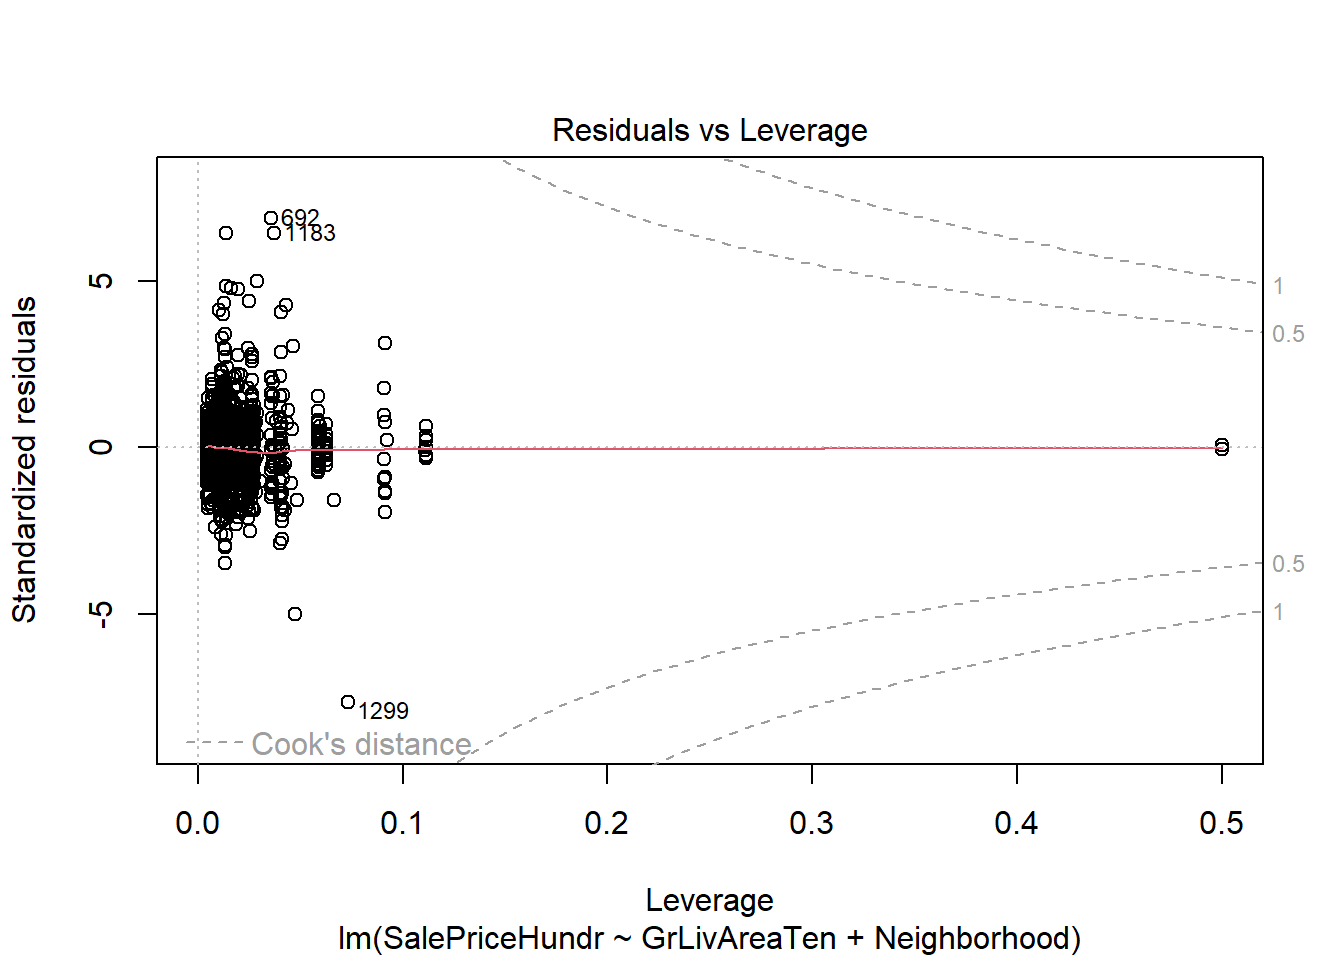 Residuals vs Leverage
Standardized residuals
5
0
-5
692
1183
1299
1
0.5
0.5
1
Cook's distance
0.0 0.1 0.2 0.3 0.4 0.5
Leverage
lm(SalePriceHundr ~ GrLivAreaTen + Neighborhood)